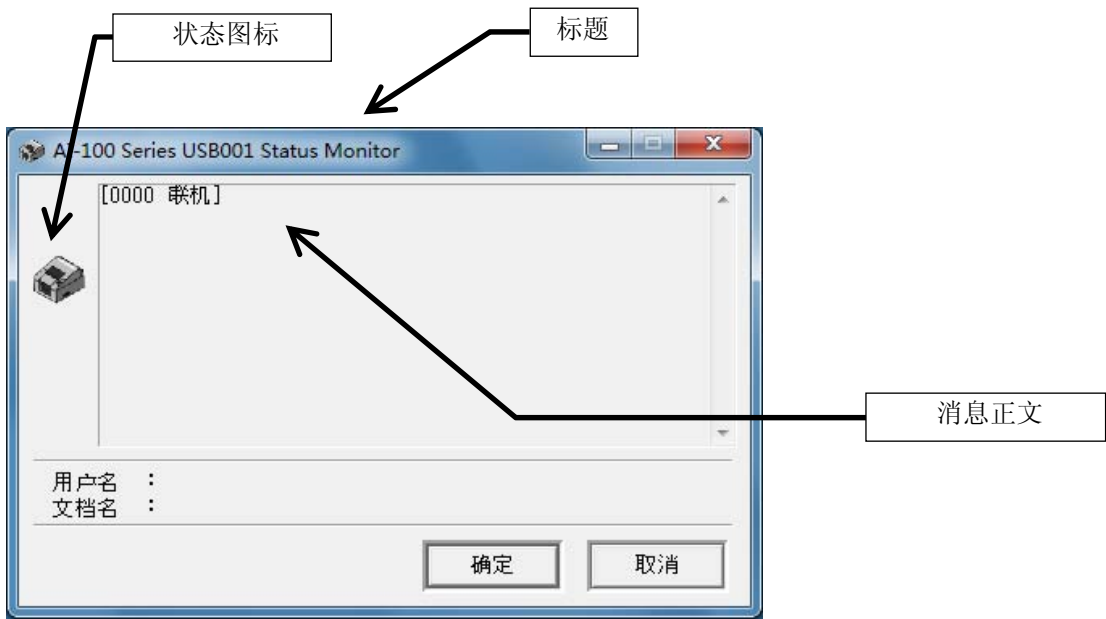 状态图标
标题
A-100 Series USB001 Status Monitor
[0000 联机]
消息正文
用户名 :
文档名 :
确定
取消